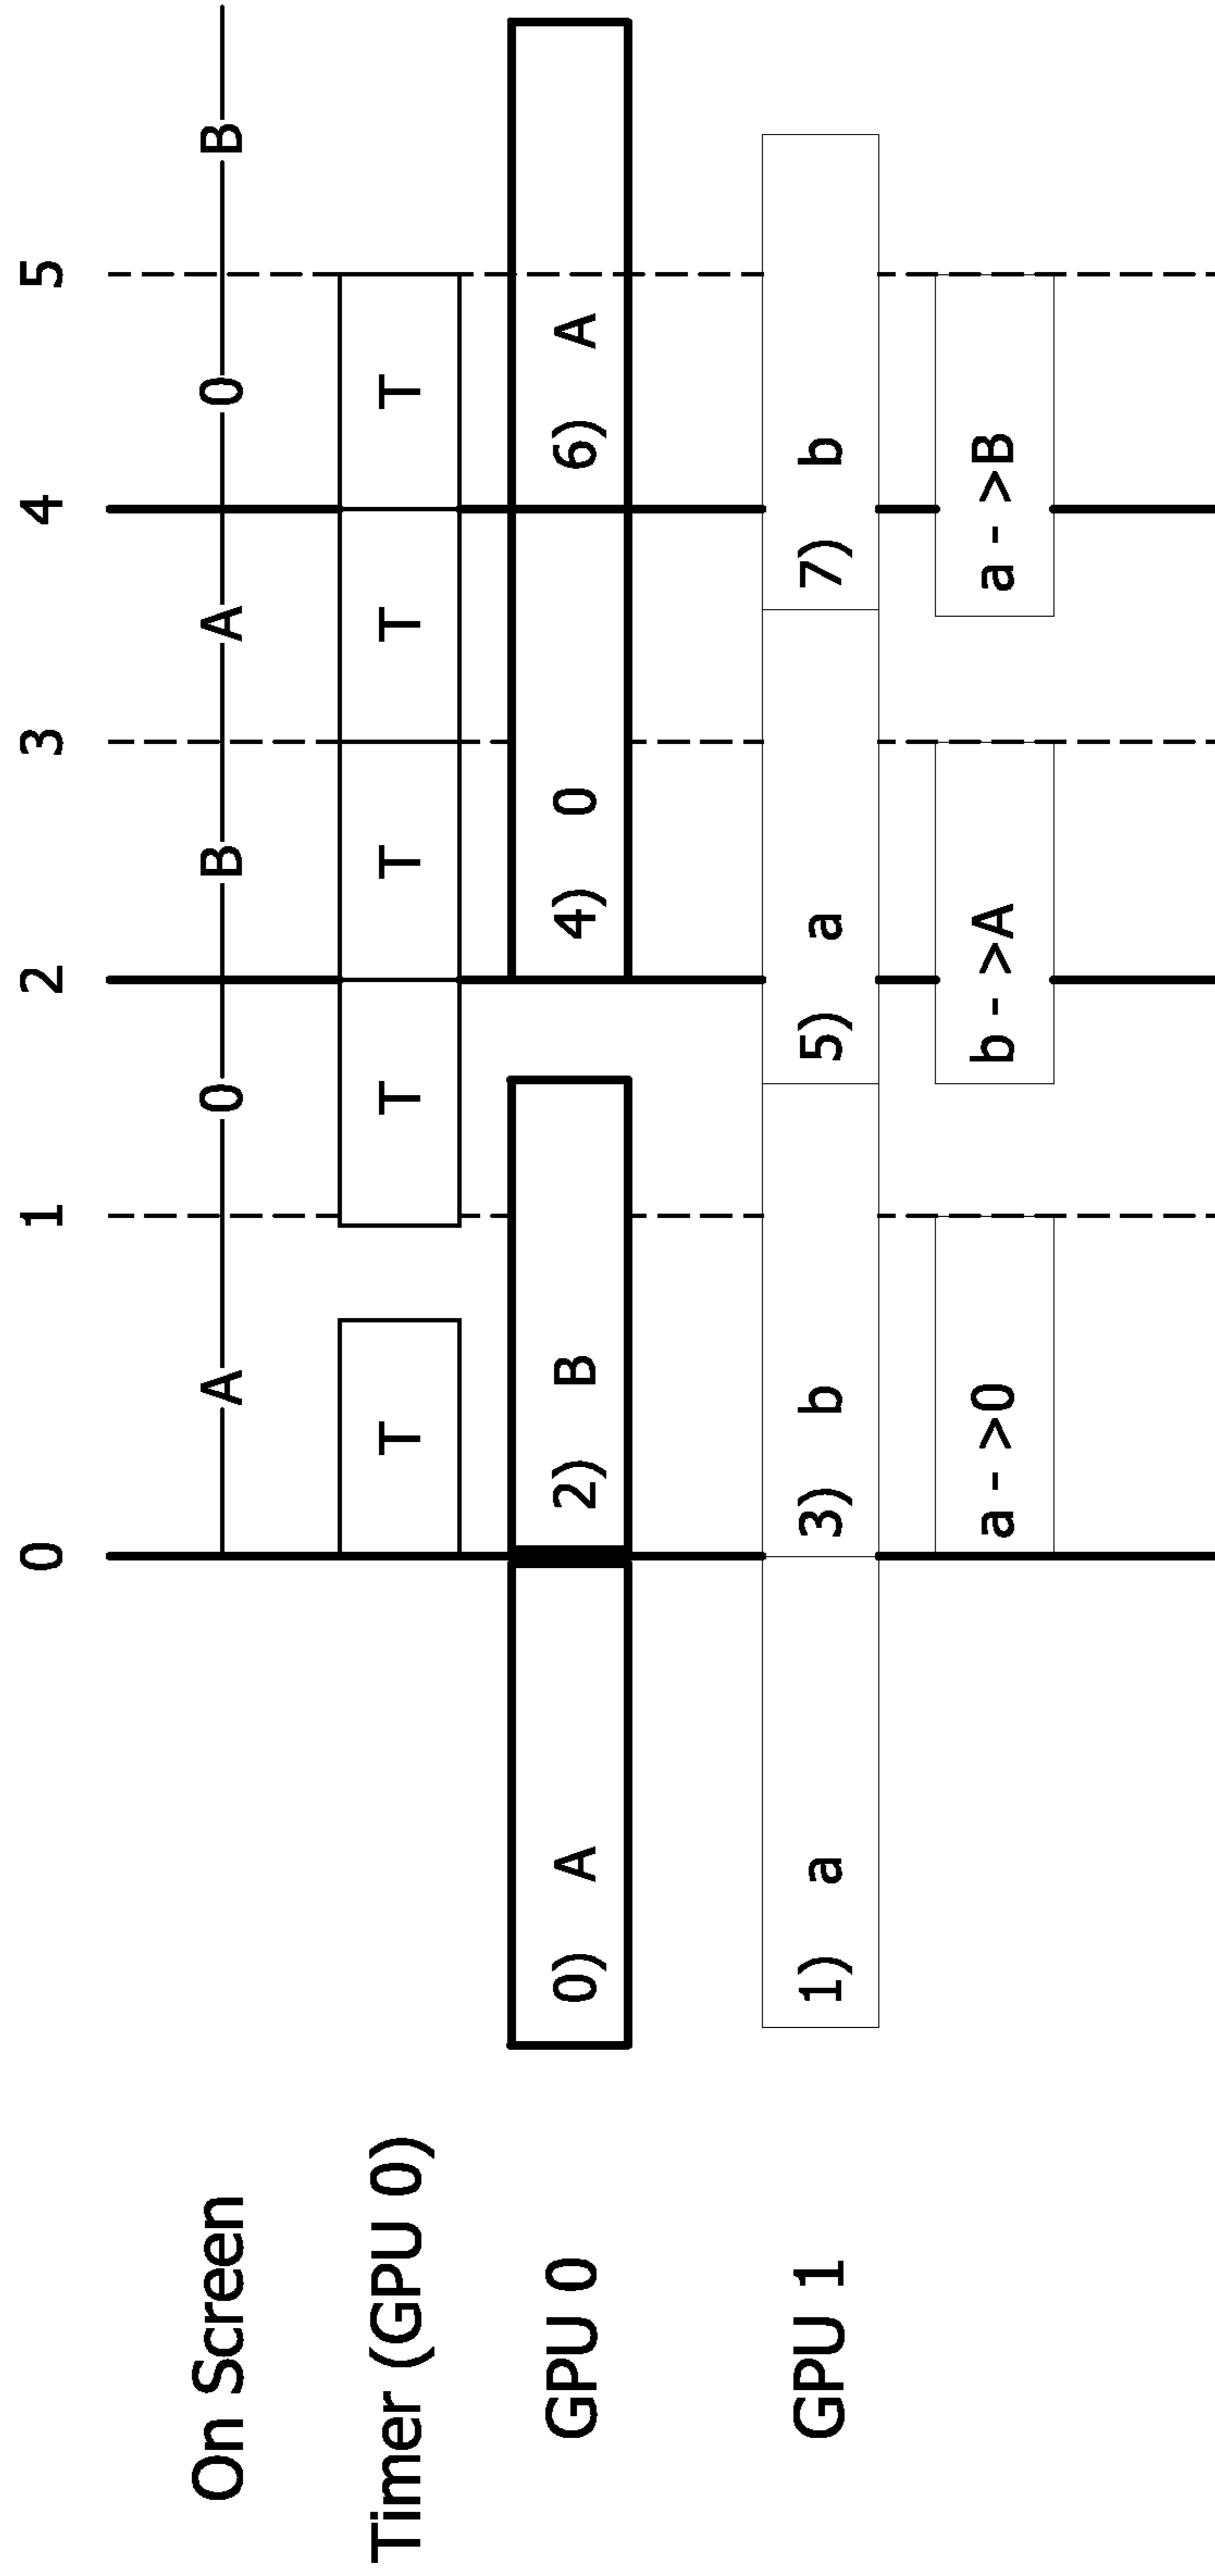 0 1 2 3 4 5
On Screen A 0 B A 0 B
Timer (GPU 0) T T T T T
GPU 0 0) A 2) B 4) 0 6) A
GPU 1 1) a 3) b 5) a 7) b
a - >0 b - >A a - >B